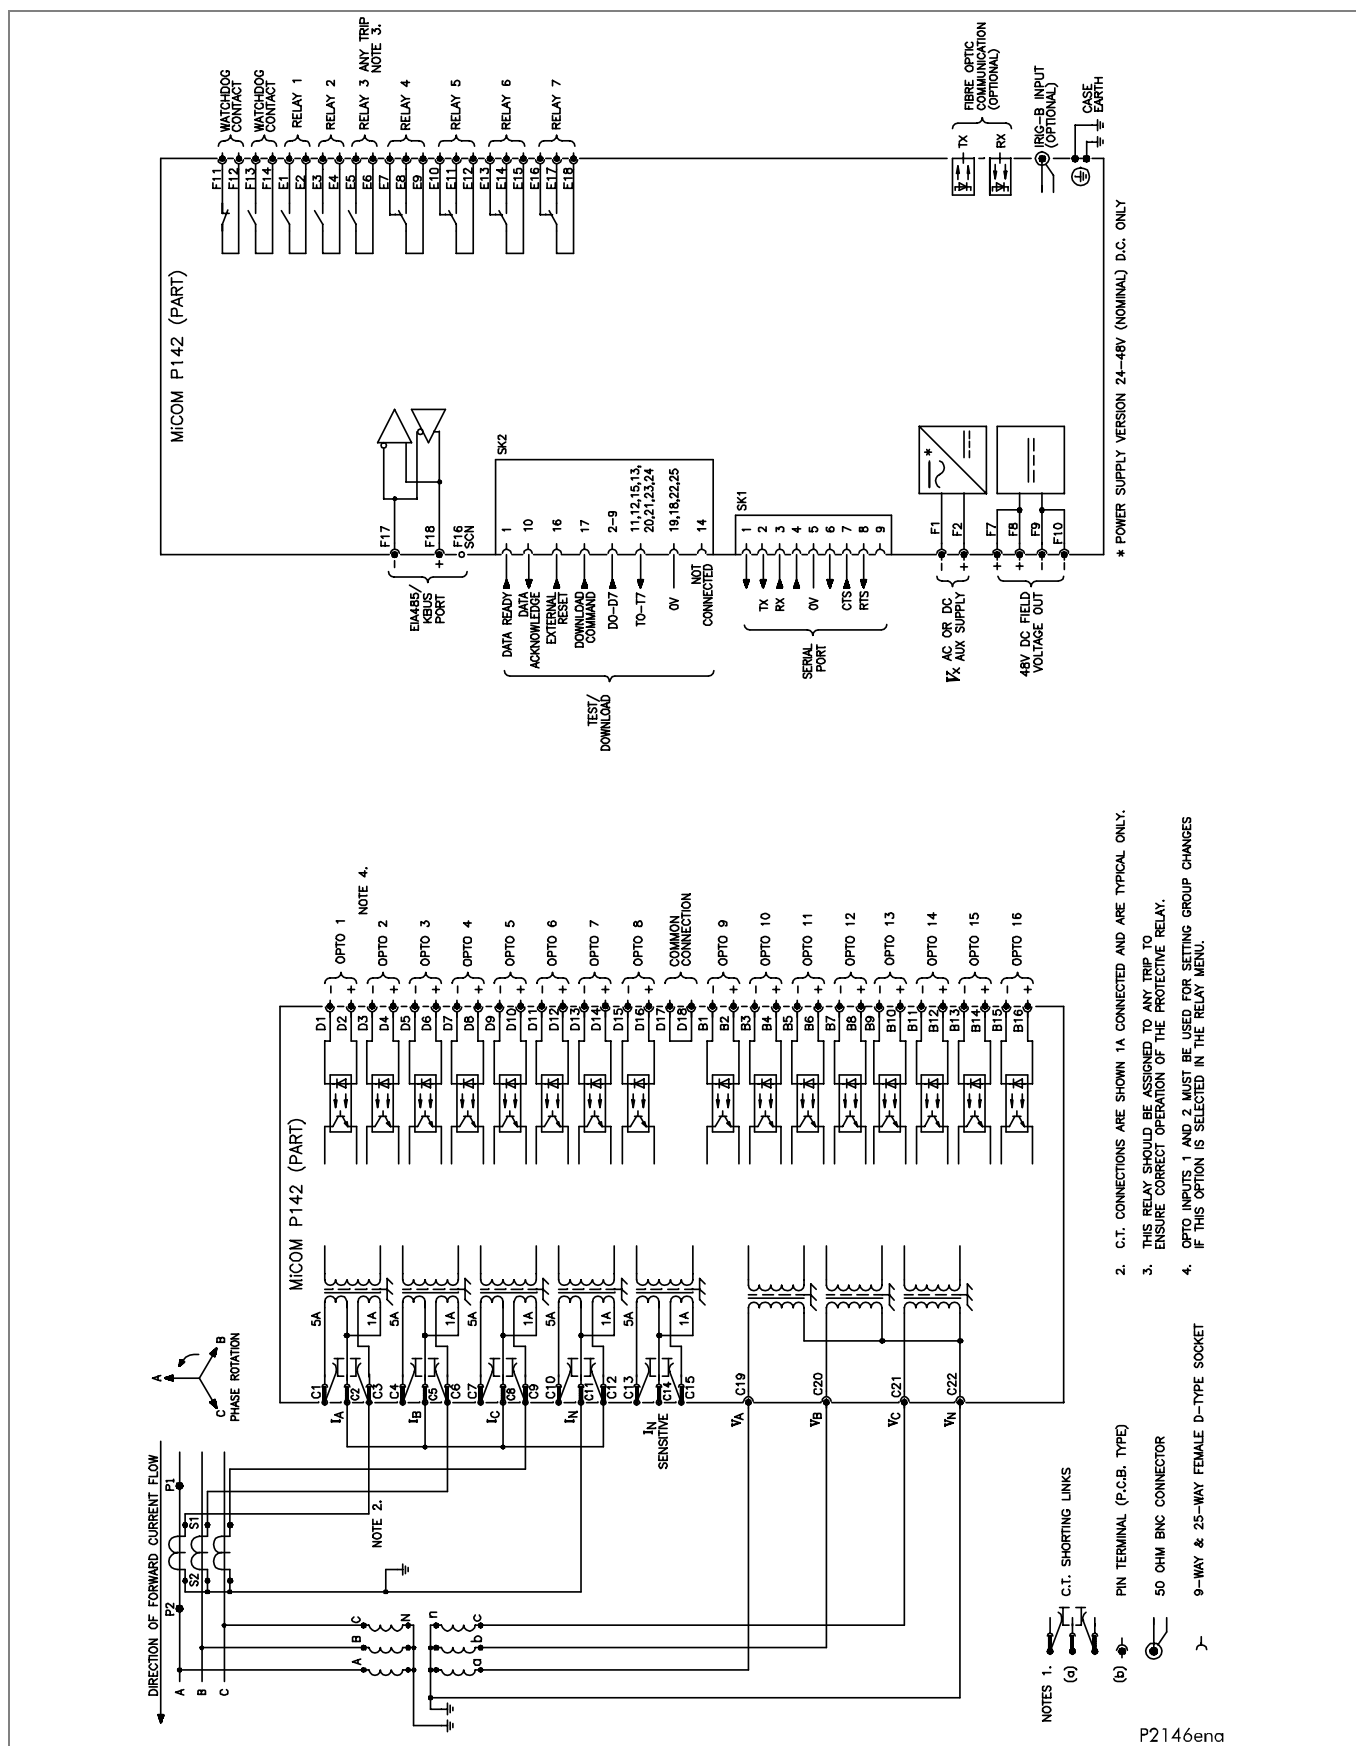 DIRECTION OF FORWARD CURRENT FLOW
A
B
C
P2
P1
S2
S1
A
B
C
PHASE ROTATION
A
B
C
N
n
a
b
c
NOTE 2.
MiCOM P142 (PART)
5A
1A
5A
1A
5A
1A
5A
1A
5A
1A
C1
C2
C3
C4
C5
C6
C7
C8
C9
C10
C11
C12
C13
C14
C15
C19
C20
C21
C22
IA
IB
IC
IN
IN
SENSITIVE
VA
VB
VC
VN
D1
D2
D3
D4
D5
D6
D7
D8
D9
D10
D11
D12
D13
D14
D15
D16
D17
D18
B1
B2
B3
B4
B5
B6
B7
B8
B9
B10
B11
B12
B13
B14
B15
B16
- + OPTO 1
- + OPTO 2
- + OPTO 3
- + OPTO 4
- + OPTO 5
- + OPTO 6
- + OPTO 7
- + OPTO 8
COMMON
CONNECTION
- + OPTO 9
- + OPTO 10
- + OPTO 11
- + OPTO 12
- + OPTO 13
- + OPTO 14
- + OPTO 15
- + OPTO 16
NOTE 4.
NOTES 1.
(a) C.T. SHORTING LINKS
(b) PIN TERMINAL (P.C.B. TYPE)
50 OHM BNC CONNECTOR
9-WAY & 25-WAY FEMALE D-TYPE SOCKET
2. C.T. CONNECTIONS ARE SHOWN 1A CONNECTED AND ARE TYPICAL ONLY.
3. THIS RELAY SHOULD BE ASSIGNED TO ANY TRIP TO
ENSURE CORRECT OPERATION OF THE PROTECTIVE RELAY.
4. OPTO INPUTS 1 AND 2 MUST BE USED FOR SETTING GROUP CHANGES
IF THIS OPTION IS SELECTED IN THE RELAY MENU.
MiCOM P142 (PART)
EIA485/
KBUS
PORT
-
+
F17
F18
F16
SCN
TEST/
DOWNLOAD
DATA READY
DATA
ACKNOWLEDGE
EXTERNAL
RESET
DOWNLOAD
COMMAND
DO-D7
TO-T7
0V
NOT
CONNECTED
SK2
1
10
16
17
2-9
11,12,15,13,
20,21,23,24
19,18,22,25
14
SERIAL
PORT
TX
RX
0V
CTS
RTS
SK1
1
2
3
4
5
6
7
8
9
Vx AC OR DC
AUX SUPPLY
-
+
F1
F2
*
48V DC FIELD
VOLTAGE OUT
+
+
-
-
F7
F8
F9
F10
F11
F12
F13
F14
E1
E2
E3
E4
E5
E6
E7
E8
E9
E10
E11
E12
E13
E14
E15
E16
E17
E18
WATCHDOG
CONTACT
WATCHDOG
CONTACT
RELAY 1
RELAY 2
RELAY 3 ANY TRIP
NOTE 3.
RELAY 4
RELAY 5
RELAY 6
RELAY 7
TX
RX
FIBRE OPTIC
COMMUNICATION
(OPTIONAL)
IRIG-B INPUT
(OPTIONAL)
CASE
EARTH
* POWER SUPPLY VERSION 24-48V (NOMINAL) D.C. ONLY
P2146ena